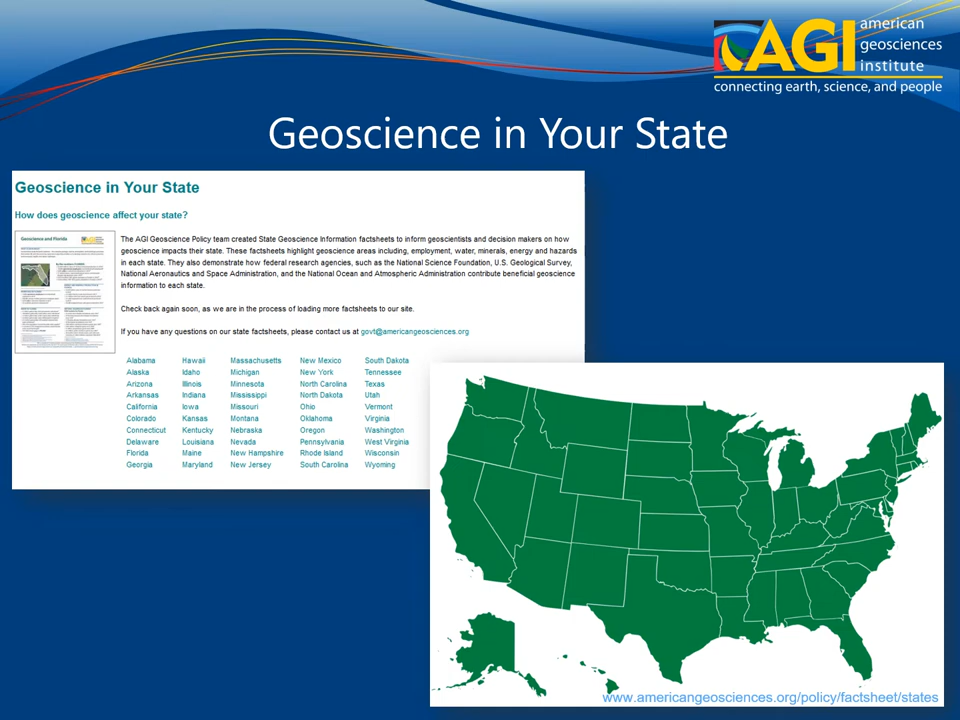 AGI american
geosciences
institute
connecting earth, science, and people
Geoscience in Your State
Geoscience in Your State
How does geoscience affect your state?
Geoscience and Florida
The AGI Geoscience Policy team created State Geoscience Information factsheets to inform geoscientists and decision makers on how
geoscience impacts their state. These factsheets highlight geoscience areas including, employment, water, minerals, energy and hazards
in each state. They also demonstrate how federal research agencies, such as the National Science Foundation, U.S. Geological Survey,
National Aeronautics and Space Administration, and the National Ocean and Atmospheric Administration contribute beneficial geoscience
information to each state.
Check back again soon, as we are in the process of loading more factsheets to our site.
If you have any questions on our state factsheets, please contact us at govt@americangeosciences.org
Alabama Hawaii Massachusetts New Mexico South Dakota
Alaska Idaho Michigan New York Tennessee
Arizona Illinois Minnesota North Carolina Texas
Arkansas Indiana Mississippi North Dakota Utah
California Iowa Missouri Ohio Vermont
Colorado Kansas Montana Oklahoma Virginia
Connecticut Kentucky Nebraska Oregon Washington
Delaware Louisiana Nevada Pennsylvania West Virginia
Florida Maine New Hampshire Rhode Island Wisconsin
Georgia Maryland New Jersey South Carolina Wyoming
www.americangeosciences.org/policy/factsheet/states